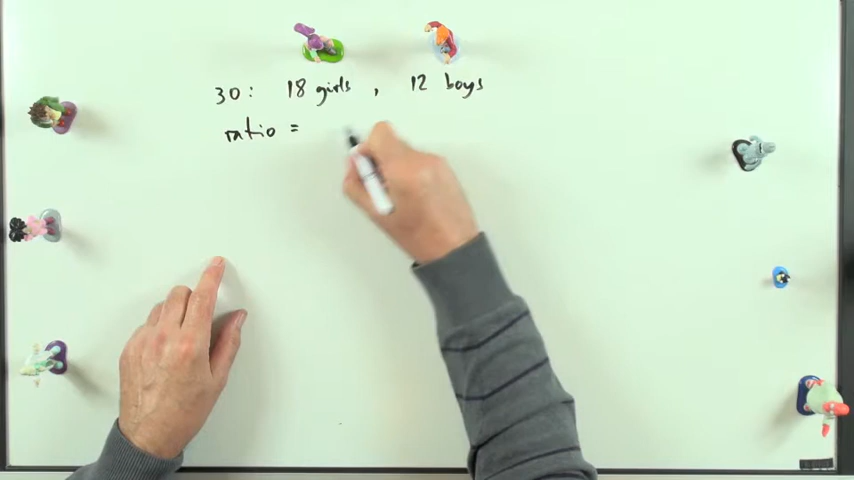 30: 18 girls, 12 boys
ratio =